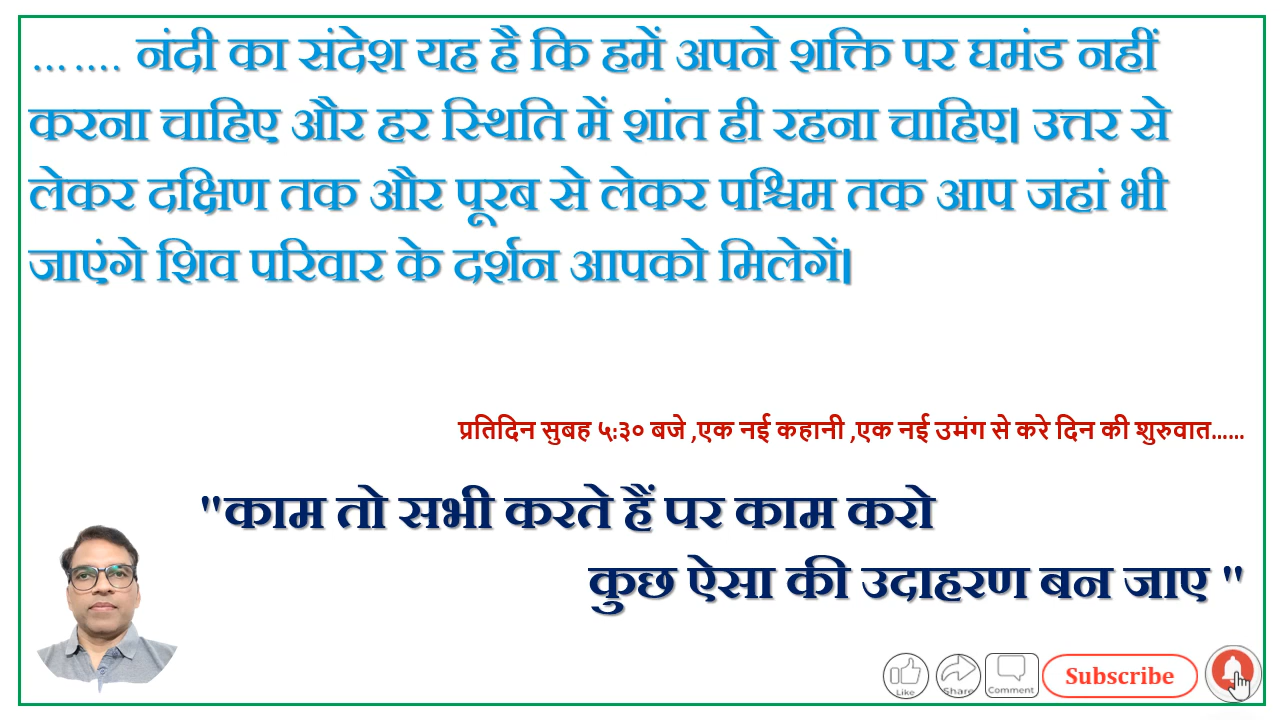 ……. नंदी का संदेश यह है कि हमें अपने शक्ति पर घमंड नहीं
करना चाहिए और हर स्थिति में शांत ही रहना चाहिए। उत्तर से
लेकर दक्षिण तक और पूरब से लेकर पश्चिम तक आप जहां भी
जाएंगे शिव परिवार के दर्शन आपको मिलेगें।
प्रतिदिन सुबह ५:३० बजे ,एक नई कहानी ,एक नई उमंग से करे दिन की शुरुवात......
"काम तो सभी करते हैं पर काम करो
कुछ ऐसा की उदाहरण बन जाए "
Like Share Comment Subscribe